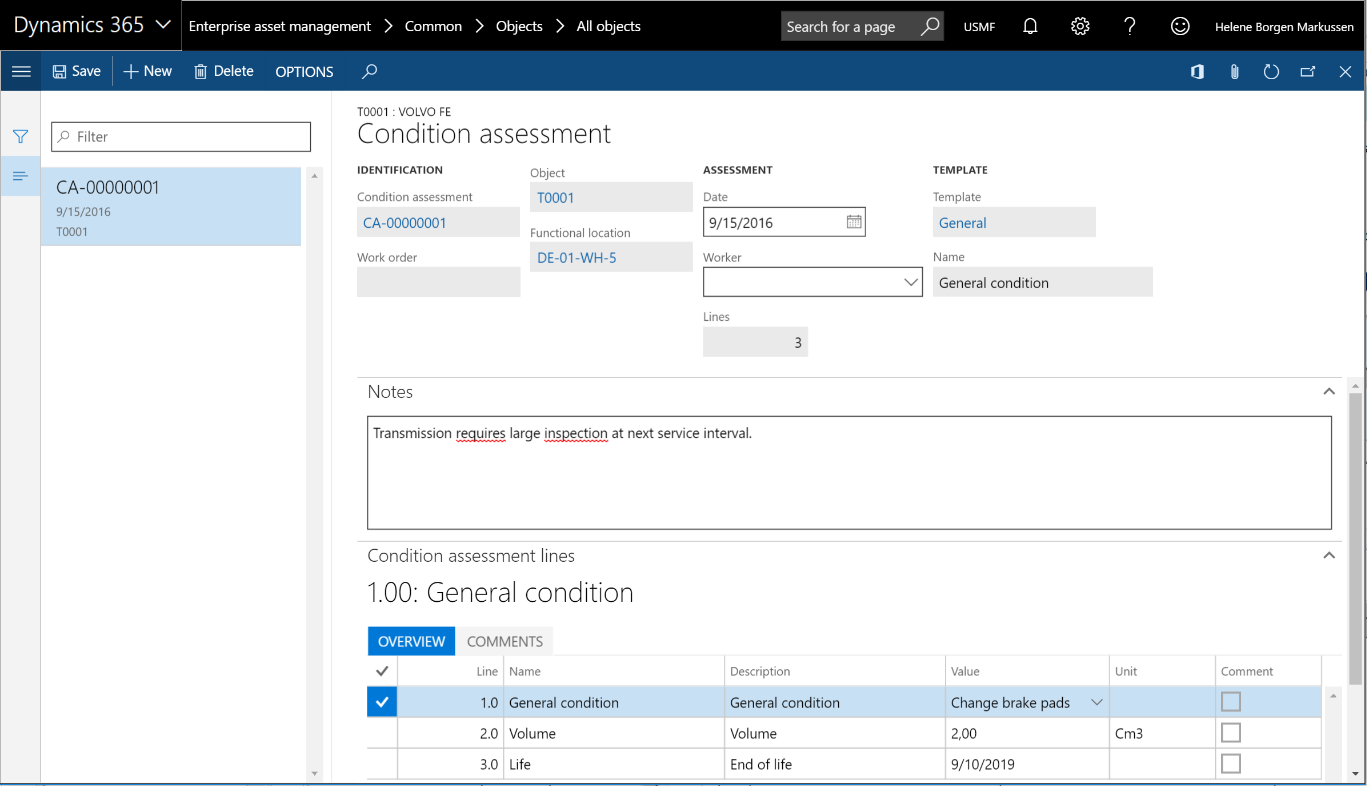 Dynamics 365
Enterprise asset management > Common > Objects > All objects
Search for a page
USMF
?
Helene Borgen Markussen
Save
New
Delete
OPTIONS
Filter
CA-00000001
9/15/2016
T0001
T0001 : VOLVO FE
Condition assessment
IDENTIFICATION
Condition assessment
CA-00000001
Work order
Object
T0001
Functional location
DE-01-WH-5
ASSESSMENT
Date
9/15/2016
Worker
Lines
3
TEMPLATE
Template
General
Name
General condition
Notes
Transmission requires large inspection at next service interval.
Condition assessment lines
1.00: General condition
OVERVIEW COMMENTS
Line Name Description Value Unit Comment
1.0 General condition General condition Change brake pads
2.0 Volume Volume 2,00 Cm3
3.0 Life End of life 9/10/2019